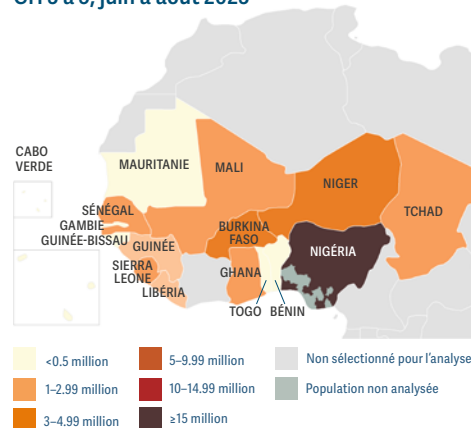 CABO
VERDE
MAURITANIE
MALI
NIGER
TCHAD
SÉNÉGAL
GAMBIE
GUINÉE-BISSAU
GUINÉE
BURKINA
FASO
NIGÉRIA
SIERRA
LEONE
GHANA
LIBÉRIA
TOGO
BÉNIN
<0.5 million
5–9.99 million
Non sélectionné pour l'analyse
1–2.99 million
10–14.99 million
Population non analysée
3–4.99 million
≥15 million